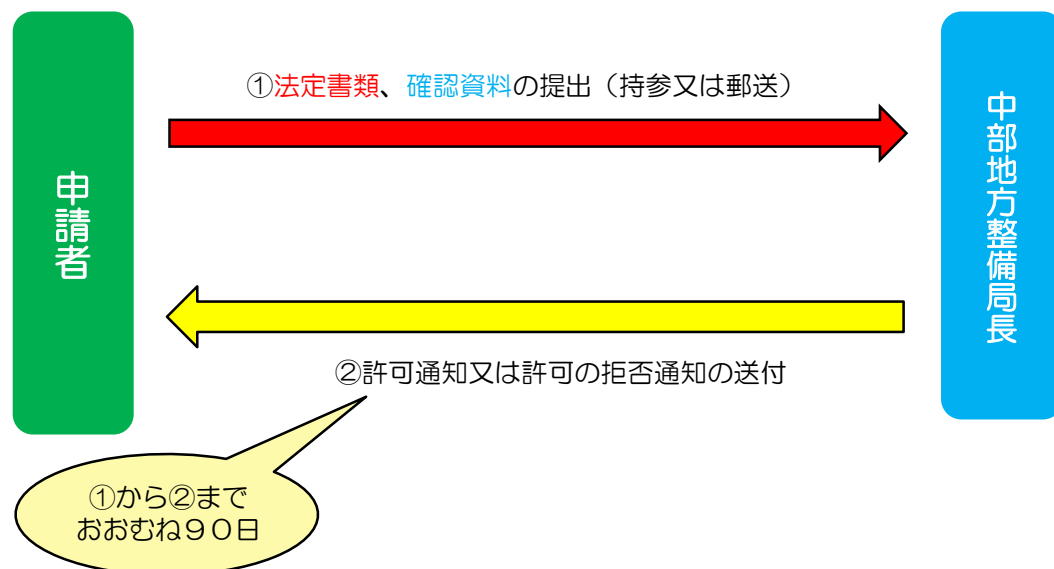 ①法定書類、確認資料の提出（持参又は郵送）
申請者
中部地方整備局長
②許可通知又は許可の拒否通知の送付
①から②まで
おおむね９０日